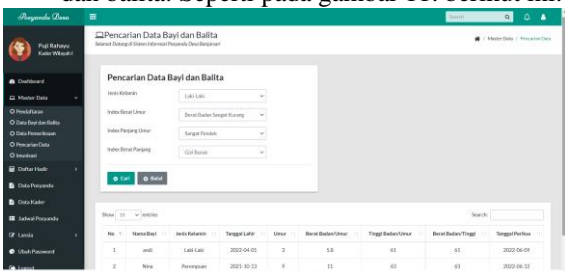 dan balita. Seperti pada gambar 11. berikut ini.
Posyandu Desa
Search
Puji Rahayu
Kader Wilayah I
Pencarian Data Bayi dan Balita
Selamat Datang di Sistem Informasi Posyandu Desa Banjarsari
Master Data / Pencarian Data
Dashboard
Master Data
Pendaftaran
Data Bayi dan Balita
Data Pemeriksaan
Pencarian Data
Imunisasi
Daftar Hadir
Data Posyandu
Data Kader
Jadwal Posyandu
Lansia
Ubah Password
Logout
Pencarian Data Bayi dan Balita
Jenis Kelamin
Laki-Laki
Index Berat Umur
Berat Badan Sangat Kurang
Index Panjang Umur
Sangat Pendek
Index Berat Panjang
Gizi Buruk
Cari
Batal
Show 10 entries
Search:
No Nama Bayi Jenis Kelamin Tanggal Lahir Umur Berat Badan/Umur Tinggi Badan/Umur Berat Badan/Tinggi Tanggal Periksa
1 andi Laki-Laki 2022-04-01 3 5.8 61 61 2022-06-09
2 Nina Perempuan 2021-10-13 9 11 63 63 2022-06-13